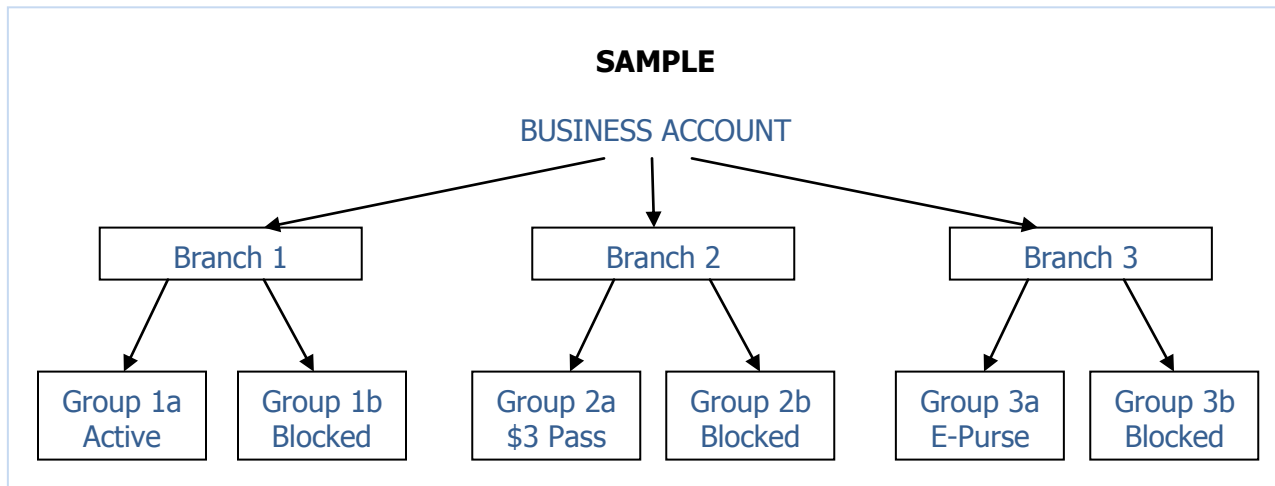 SAMPLE
BUSINESS ACCOUNT
Branch 1
Branch 2
Branch 3
Group 1a
Active
Group 1b
Blocked
Group 2a
$3 Pass
Group 2b
Blocked
Group 3a
E-Purse
Group 3b
Blocked